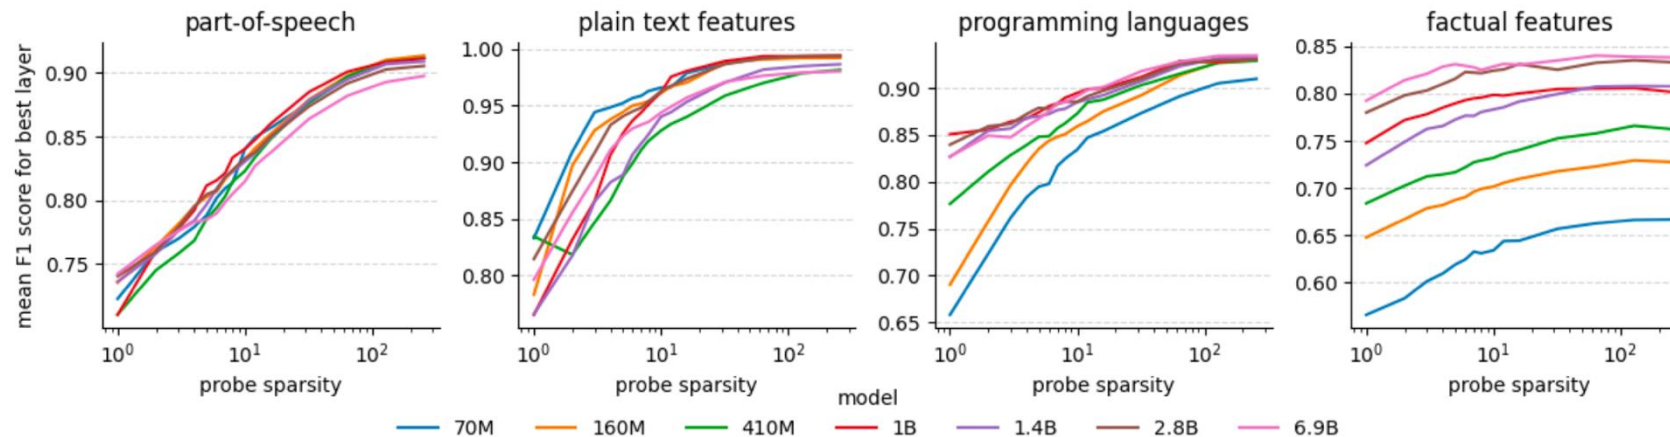 part-of-speech
plain text features
programming languages
factual features
mean F1 score for best layer
0.90
0.85
0.80
0.75
10⁰
10¹
10²
probe sparsity
1.00
0.95
0.90
0.85
0.80
10⁰
10¹
10²
probe sparsity
0.90
0.85
0.80
0.75
0.70
0.65
10⁰
10¹
10²
probe sparsity
0.85
0.80
0.75
0.70
0.65
0.60
10⁰
10¹
10²
probe sparsity
model
70M
160M
410M
1B
1.4B
2.8B
6.9B